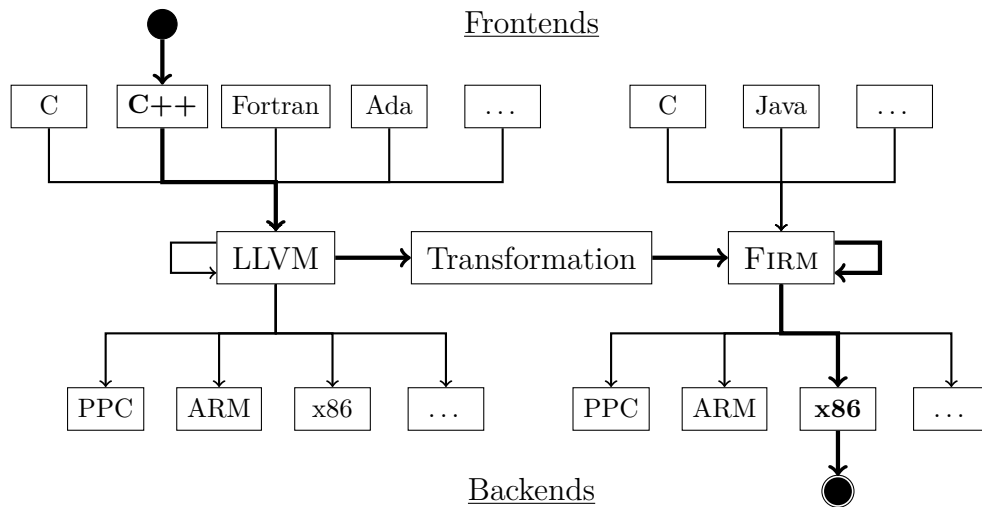 Frontends
C C++ Fortran Ada ... C Java ...
LLVM Transformation FIRM
PPC ARM x86 ... PPC ARM x86 ...
Backends